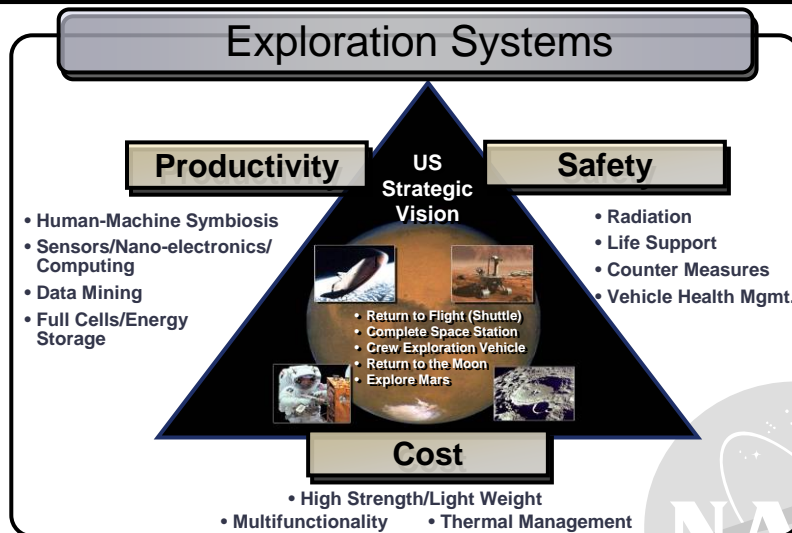 Exploration Systems
Productivity
• Human-Machine Symbiosis
• Sensors/Nano-electronics/
Computing
• Data Mining
• Full Cells/Energy
Storage
US
Strategic
Vision
• Return to Flight (Shuttle)
• Complete Space Station
• Crew Exploration Vehicle
• Return to the Moon
• Explore Mars
Safety
• Radiation
• Life Support
• Counter Measures
• Vehicle Health Mgmt.
Cost
• High Strength/Light Weight
• Multifunctionality • Thermal Management
NA